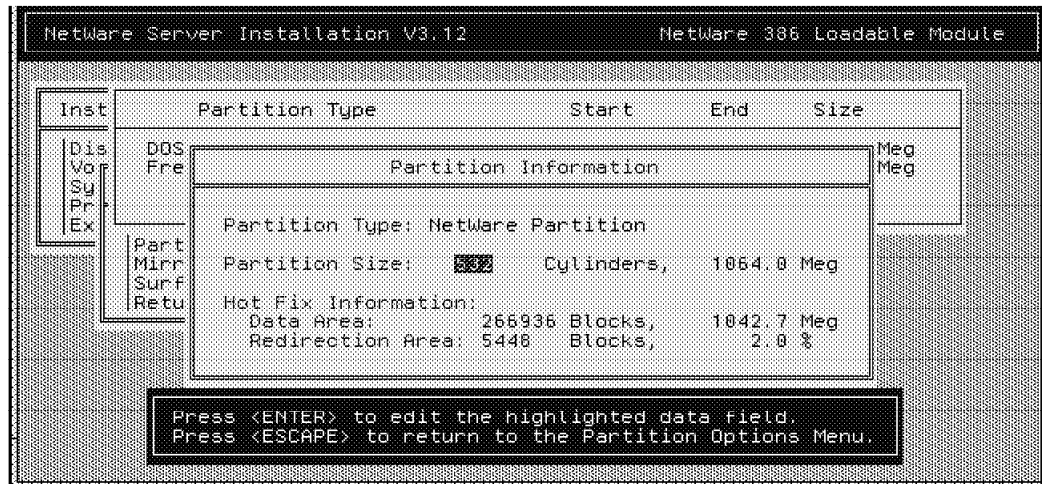 NetWare Server Installation V3.12 NetWare 386 Loadable Module
Inst
Partition Type Start End Size
Dis
Vo
Sy
Pr
Ex
DOS Meg
Fre Meg
Partition Information
Partition Type: NetWare Partition
Partition Size: 532 Cylinders, 1064.0 Meg
Hot Fix Information:
Data Area: 266936 Blocks, 1042.7 Meg
Redirection Area: 5448 Blocks, 2.0 %
Part
Mirr
Surf
Retu
Press <ENTER> to edit the highlighted data field.
Press <ESCAPE> to return to the Partition Options Menu.